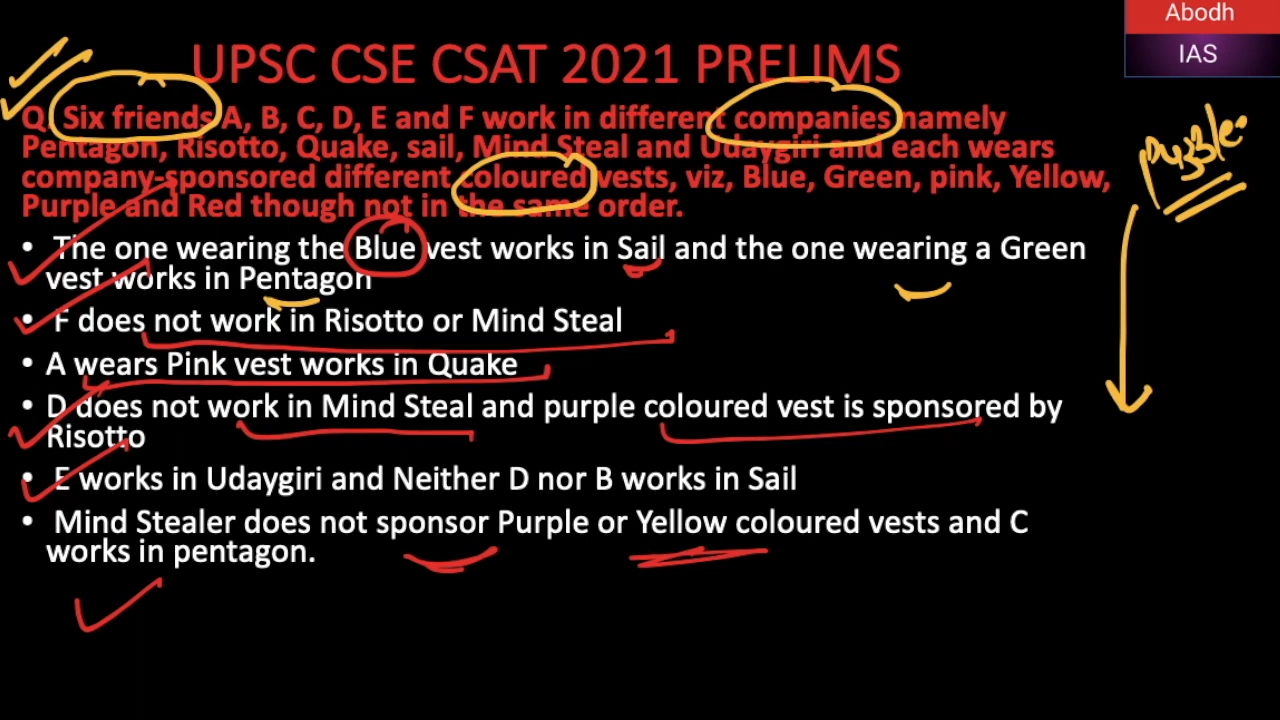 Abodh
IAS
UPSC CSE CSAT 2021 PRELIMS
Q. Six friends A, B, C, D, E and F work in different companies namely
Pentagon, Risotto, Quake, sail, Mind Steal and Udaygiri and each wears
company-sponsored different coloured vests, viz, Blue, Green, pink, Yellow,
Purple and Red though not in the same order.
puzzle:
• The one wearing the Blue vest works in Sail and the one wearing a Green
vest works in Pentagon
• F does not work in Risotto or Mind Steal
• A wears Pink vest works in Quake
• D does not work in Mind Steal and purple coloured vest is sponsored by
Risotto
• E works in Udaygiri and Neither D nor B works in Sail
• Mind Stealer does not sponsor Purple or Yellow coloured vests and C
works in pentagon.